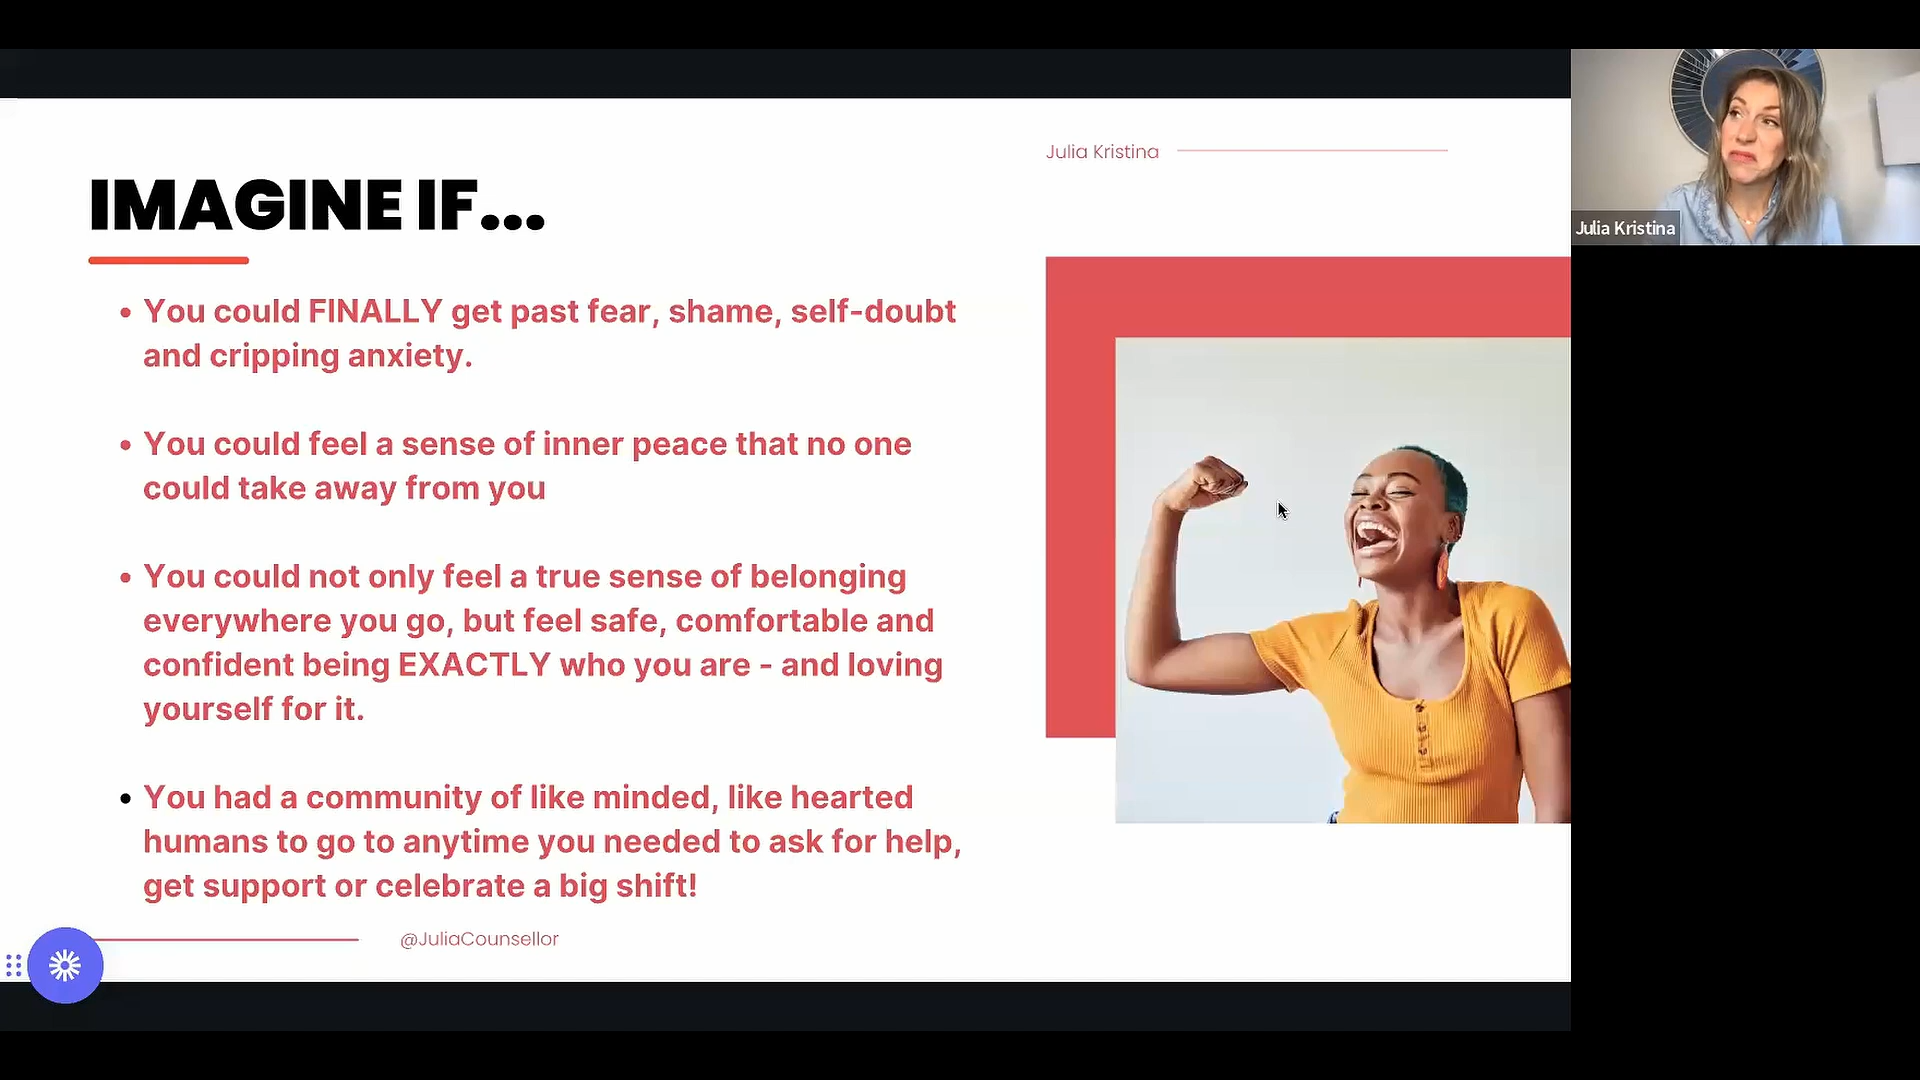 Julia Kristina
IMAGINE IF...
• You could FINALLY get past fear, shame, self-doubt
and cripping anxiety.
• You could feel a sense of inner peace that no one
could take away from you
• You could not only feel a true sense of belonging
everywhere you go, but feel safe, comfortable and
confident being EXACTLY who you are - and loving
yourself for it.
• You had a community of like minded, like hearted
humans to go to anytime you needed to ask for help,
get support or celebrate a big shift!
@JuliaCounsellor
Julia Kristina